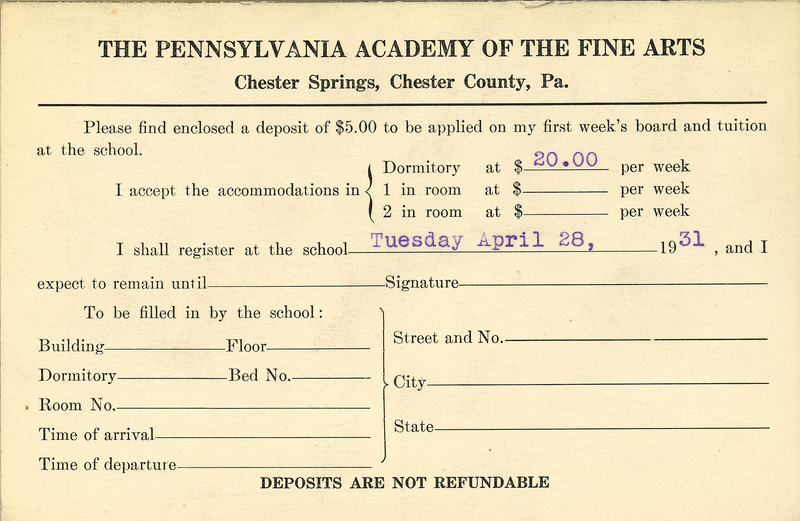 THE PENNSYLVANIA ACADEMY OF THE FINE ARTS
Chester Springs, Chester County, Pa.
Please find enclosed a deposit of $5.00 to be applied on my first week's board and tuition
at the school.
I accept the accommodations in
Dormitory at $ 20.00 per week
1 in room at $ per week
2 in room at $ per week
I shall register at the school Tuesday April 28, 1931, and I
expect to remain until Signature
To be filled in by the school:
Building Floor
Dormitory Bed No.
Room No.
Time of arrival
Time of departure
Street and No.
City
State
DEPOSITS ARE NOT REFUNDABLE